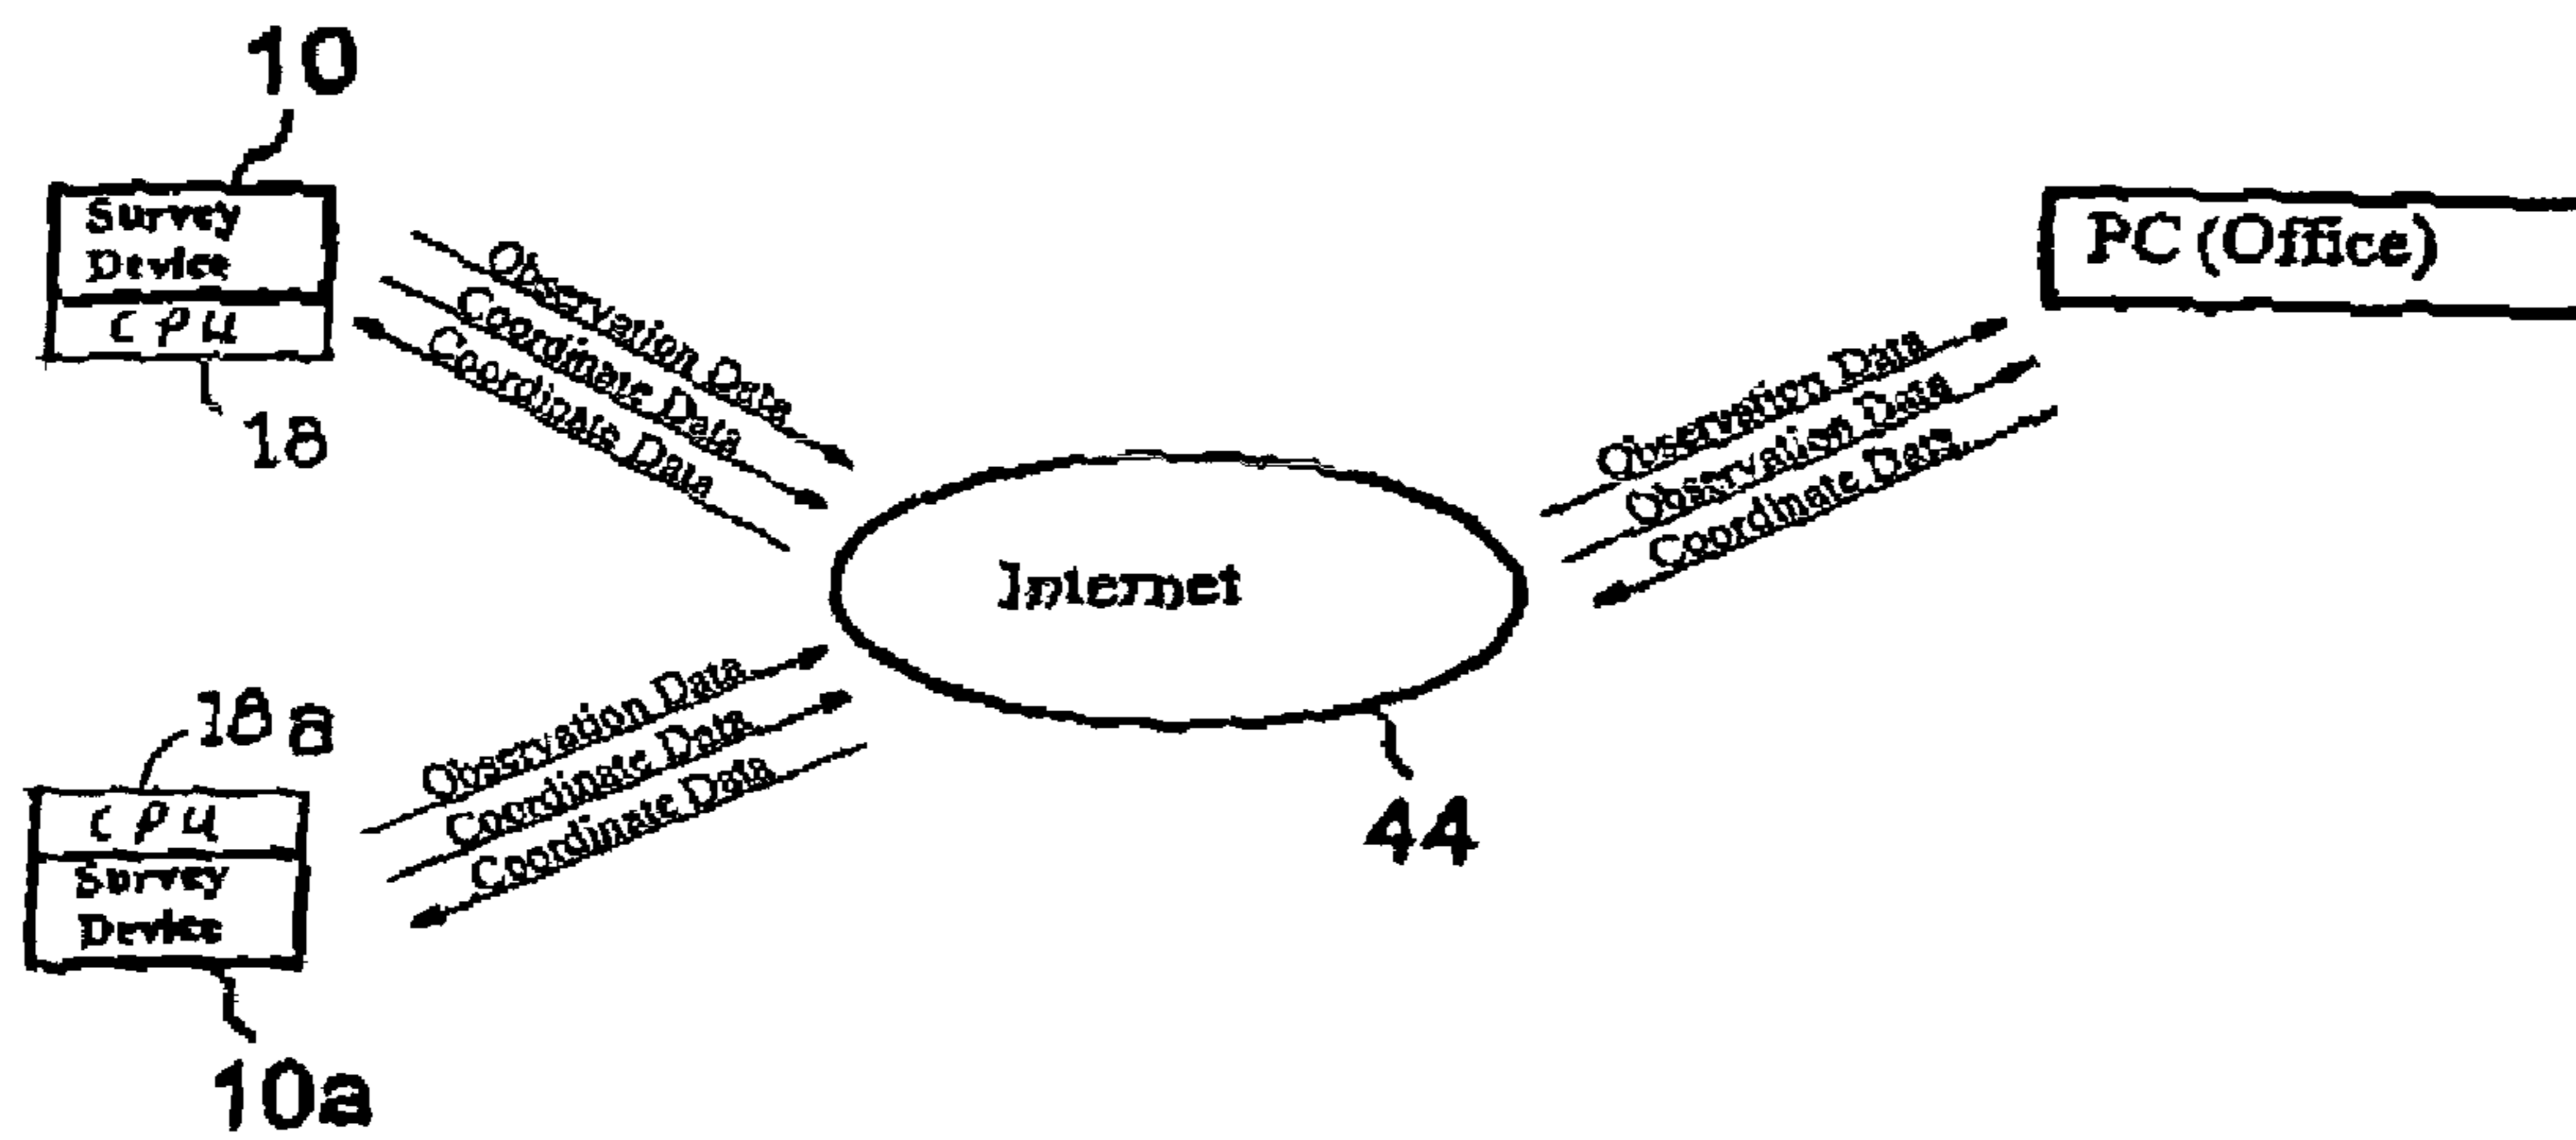 10
Survey
Device
CPU
18
Observation Data
Coordinate Data
Coordinate Data
PC (Office)
Observation Data
Observation Data
Coordinate Data
Internet
44
18a
CPU
Survey
Device
10a
Observation Data
Coordinate Data
Coordinate Data